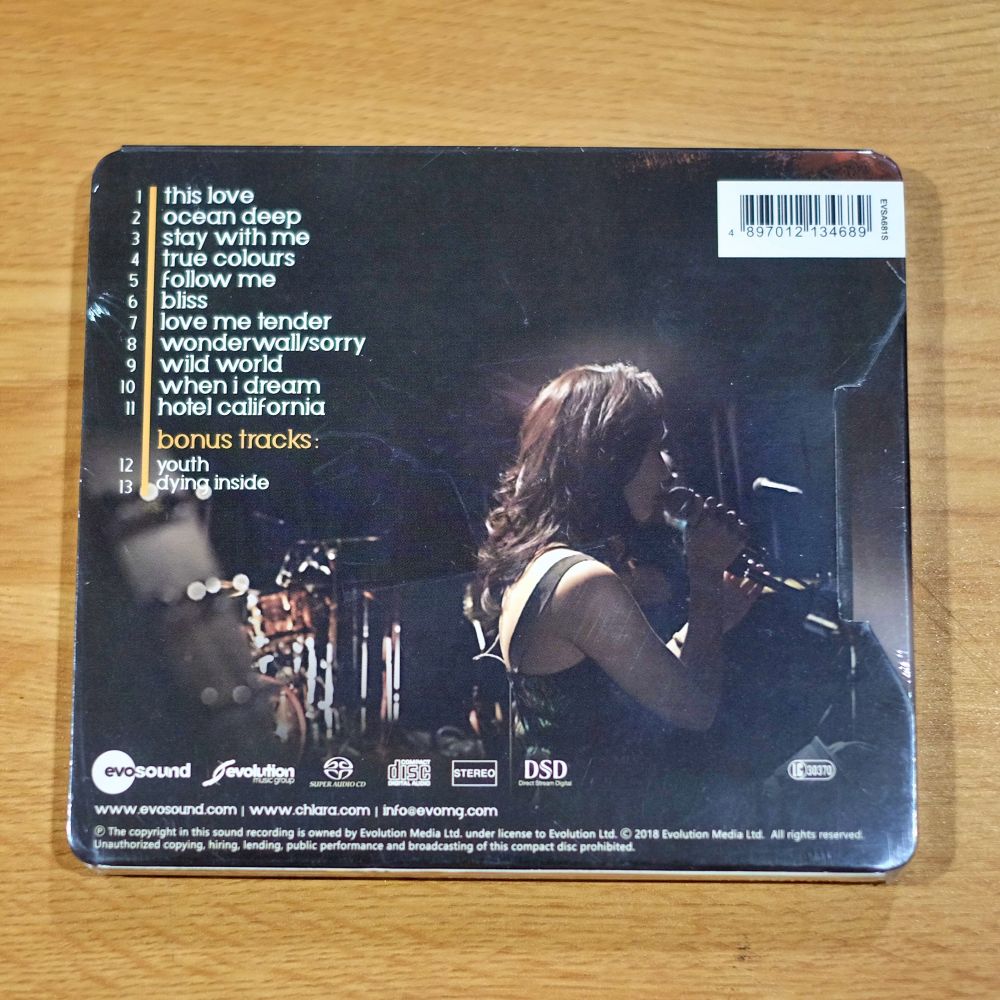 1 this love
2 ocean deep
3 stay with me
4 true colours
5 follow me
6 bliss
7 love me tender
8 wonderwall/sorry
9 wild world
10 when i dream
11 hotel california
bonus tracks:
12 youth
13 dying inside
4 897012 134689
EVSA681S
evosound
evolution
music group
SUPER AUDIO CD
COMPACT
disc
DIGITAL AUDIO
STEREO
DSD
Direct Stream Digital
LC 30370
www.evosound.com | www.chlara.com | info@evomg.com
℗ The copyright in this sound recording is owned by Evolution Media Ltd. under license to Evolution Ltd. © 2018 Evolution Media Ltd. All rights reserved.
Unauthorized copying, hiring, lending, public performance and broadcasting of this compact disc prohibited.